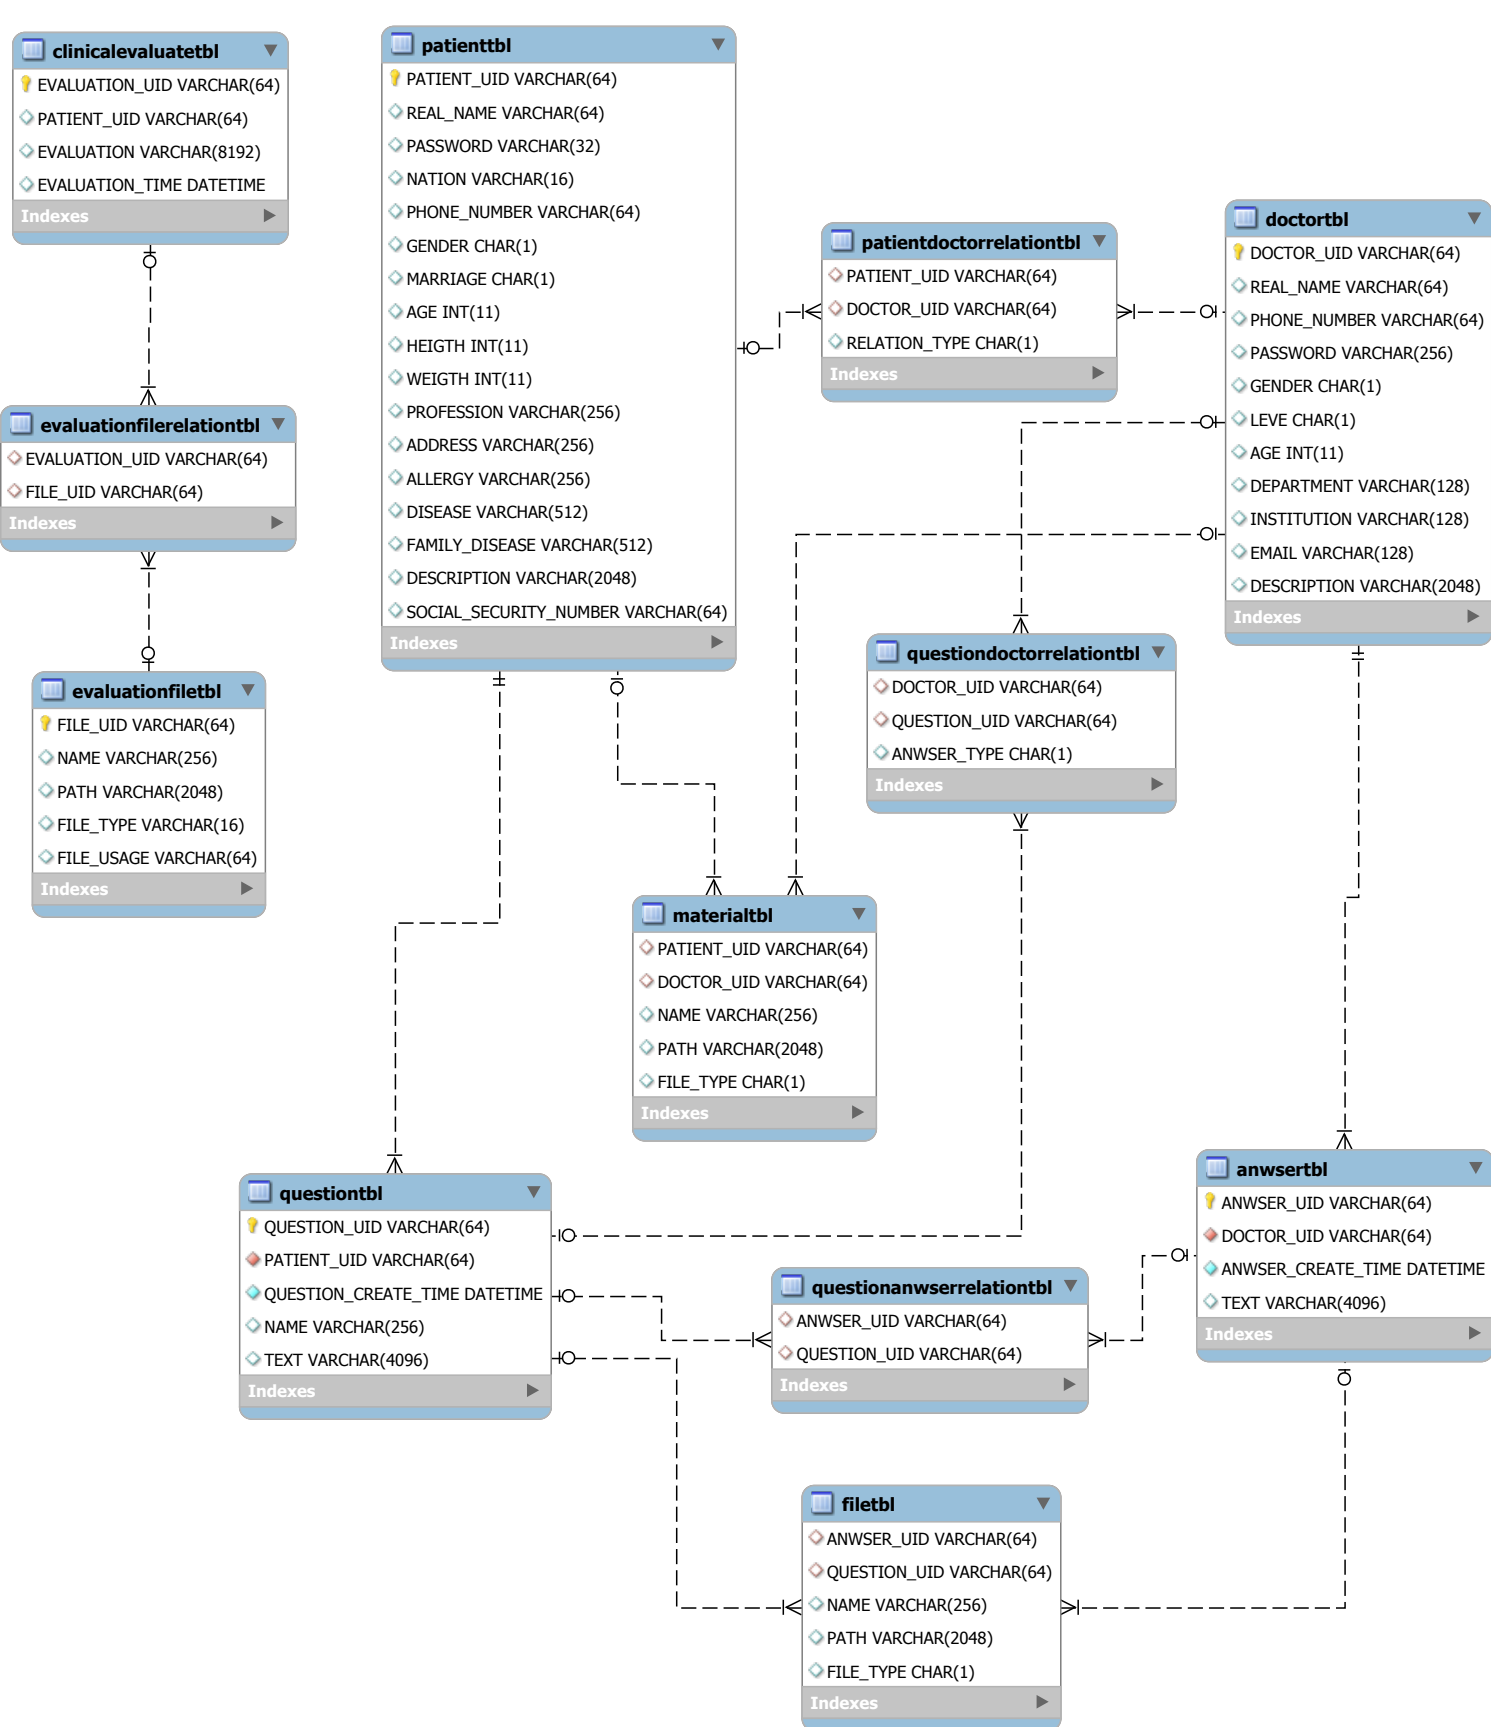 clinicalevaluatetbl
EVALUATION_UID VARCHAR(64)
PATIENT_UID VARCHAR(64)
EVALUATION VARCHAR(8192)
EVALUATION_TIME DATETIME
Indexes
evaluationfilerelationtbl
EVALUATION_UID VARCHAR(64)
FILE_UID VARCHAR(64)
Indexes
evaluationfiletbl
FILE_UID VARCHAR(64)
NAME VARCHAR(256)
PATH VARCHAR(2048)
FILE_TYPE VARCHAR(16)
FILE_USAGE VARCHAR(64)
Indexes
patienttbl
PATIENT_UID VARCHAR(64)
REAL_NAME VARCHAR(64)
PASSWORD VARCHAR(32)
NATION VARCHAR(16)
PHONE_NUMBER VARCHAR(64)
GENDER CHAR(1)
MARRIAGE CHAR(1)
AGE INT(11)
HEIGTH INT(11)
WEIGTH INT(11)
PROFESSION VARCHAR(256)
ADDRESS VARCHAR(256)
ALLERGY VARCHAR(256)
DISEASE VARCHAR(512)
FAMILY_DISEASE VARCHAR(512)
DESCRIPTION VARCHAR(2048)
SOCIAL_SECURITY_NUMBER VARCHAR(64)
Indexes
patientdoctorrelationtbl
PATIENT_UID VARCHAR(64)
DOCTOR_UID VARCHAR(64)
RELATION_TYPE CHAR(1)
Indexes
doctortbl
DOCTOR_UID VARCHAR(64)
REAL_NAME VARCHAR(64)
PHONE_NUMBER VARCHAR(64)
PASSWORD VARCHAR(256)
GENDER CHAR(1)
LEVE CHAR(1)
AGE INT(11)
DEPARTMENT VARCHAR(128)
INSTITUTION VARCHAR(128)
EMAIL VARCHAR(128)
DESCRIPTION VARCHAR(2048)
Indexes
questiondoctorrelationtbl
DOCTOR_UID VARCHAR(64)
QUESTION_UID VARCHAR(64)
ANWSER_TYPE CHAR(1)
Indexes
materialtbl
PATIENT_UID VARCHAR(64)
DOCTOR_UID VARCHAR(64)
NAME VARCHAR(256)
PATH VARCHAR(2048)
FILE_TYPE CHAR(1)
Indexes
questiontbl
QUESTION_UID VARCHAR(64)
PATIENT_UID VARCHAR(64)
QUESTION_CREATE_TIME DATETIME
NAME VARCHAR(256)
TEXT VARCHAR(4096)
Indexes
questionanwserrelationtbl
ANWSER_UID VARCHAR(64)
QUESTION_UID VARCHAR(64)
Indexes
anwsertbl
ANWSER_UID VARCHAR(64)
DOCTOR_UID VARCHAR(64)
ANWSER_CREATE_TIME DATETIME
TEXT VARCHAR(4096)
Indexes
filetbl
ANWSER_UID VARCHAR(64)
QUESTION_UID VARCHAR(64)
NAME VARCHAR(256)
PATH VARCHAR(2048)
FILE_TYPE CHAR(1)
Indexes